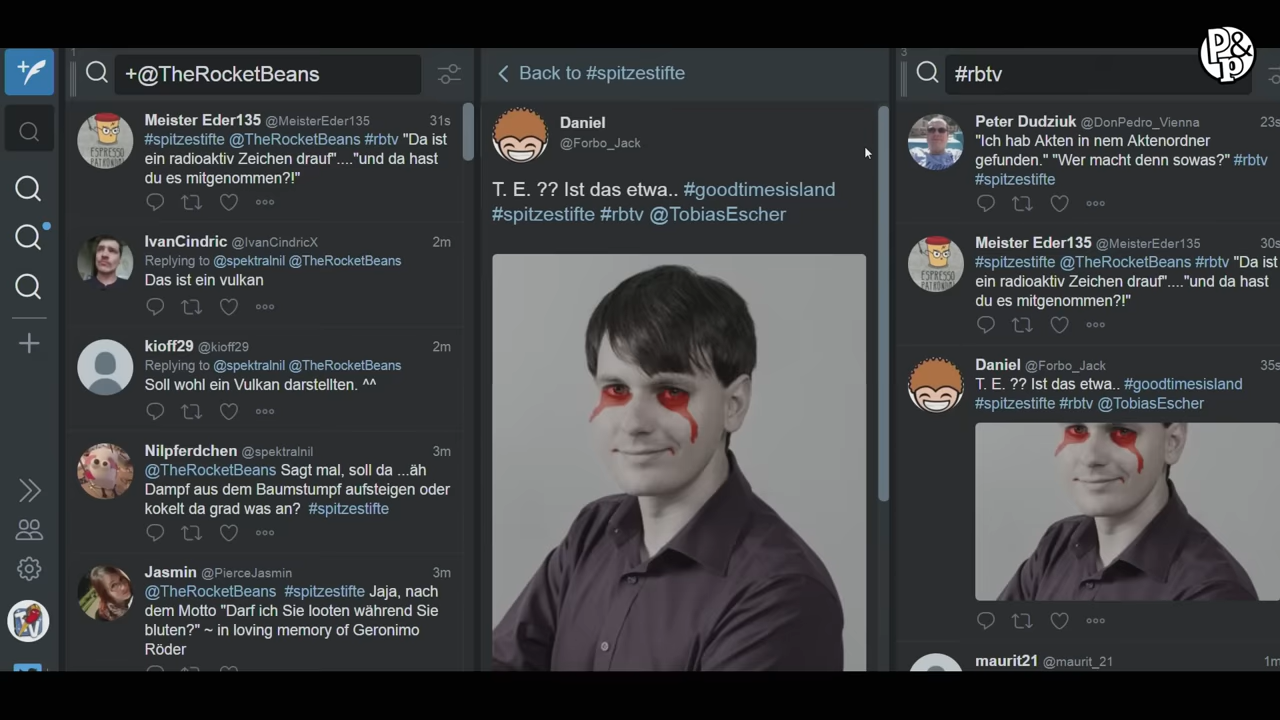 P&P
1
+@TheRocketBeans
Meister Eder135 @MeisterEder135 31s
#spitzestifte @TheRocketBeans #rbtv "Da ist
ein radioaktiv Zeichen drauf"...."und da hast
du es mitgenommen?!"
IvanCindric @IvanCindricX 2m
Replying to @spektralnil @TheRocketBeans
Das ist ein vulkan
kioff29 @kioff29 2m
Replying to @spektralnil @TheRocketBeans
Soll wohl ein Vulkan darstellten. ^^
Nilpferdchen @spektralnil 3m
@TheRocketBeans Sagt mal, soll da ...äh
Dampf aus dem Baumstumpf aufsteigen oder
kokelt da grad was an? #spitzestifte
Jasmin @PierceJasmin 3m
@TheRocketBeans #spitzestifte Jaja, nach
dem Motto "Darf ich Sie looten während Sie
bluten?" ~ in loving memory of Geronimo
Röder
Back to #spitzestifte
Daniel
@Forbo_Jack
T. E. ?? Ist das etwa.. #goodtimesisland
#spitzestifte #rbtv @TobiasEscher
3
#rbtv
Peter Dudziuk @DonPedro_Vienna 23s
"Ich hab Akten in nem Aktenordner
gefunden." "Wer macht denn sowas?" #rbtv
#spitzestifte
Meister Eder135 @MeisterEder135 30s
#spitzestifte @TheRocketBeans #rbtv "Da ist
ein radioaktiv Zeichen drauf"...."und da hast
du es mitgenommen?!"
Daniel @Forbo_Jack 35s
T. E. ?? Ist das etwa.. #goodtimesisland
#spitzestifte #rbtv @TobiasEscher
maurit21 @maurit_21 1m